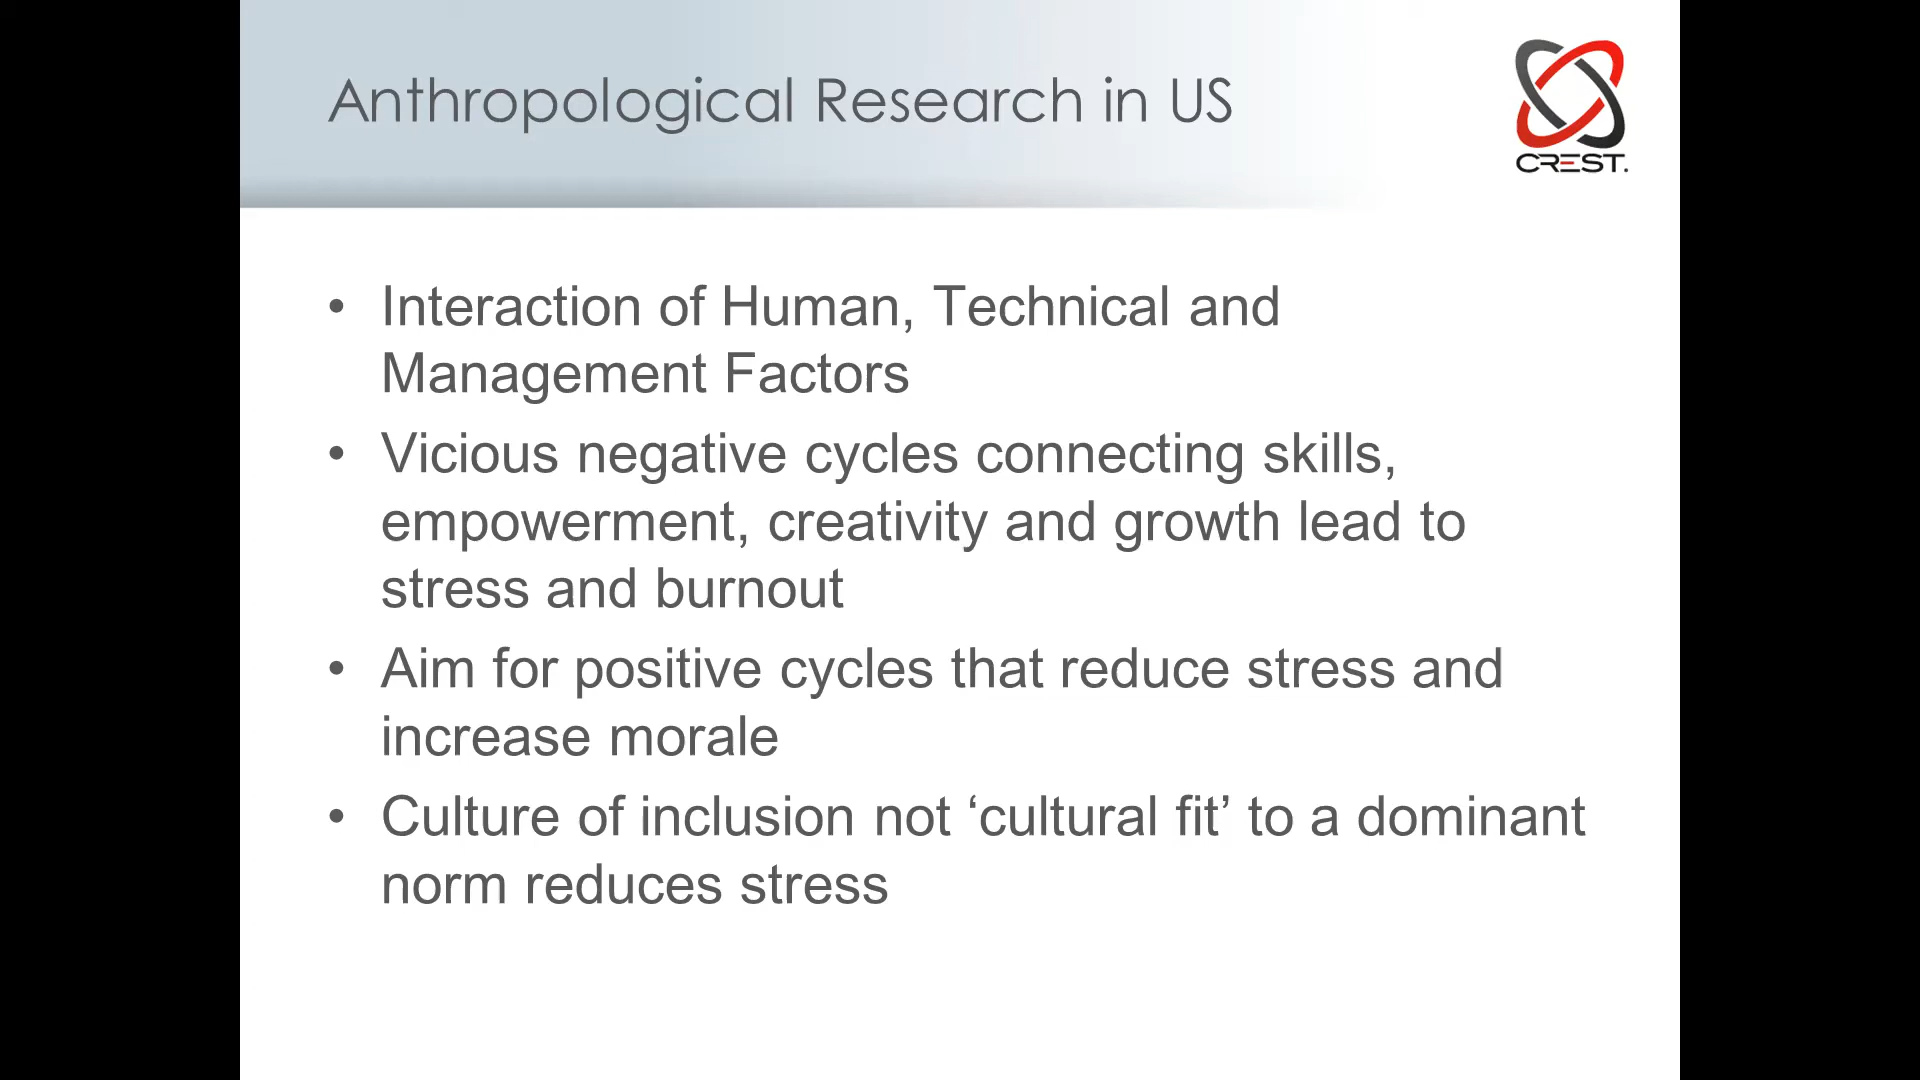 Anthropological Research in US
CREST.
• Interaction of Human, Technical and
Management Factors
• Vicious negative cycles connecting skills,
empowerment, creativity and growth lead to
stress and burnout
• Aim for positive cycles that reduce stress and
increase morale
• Culture of inclusion not ‘cultural fit’ to a dominant
norm reduces stress